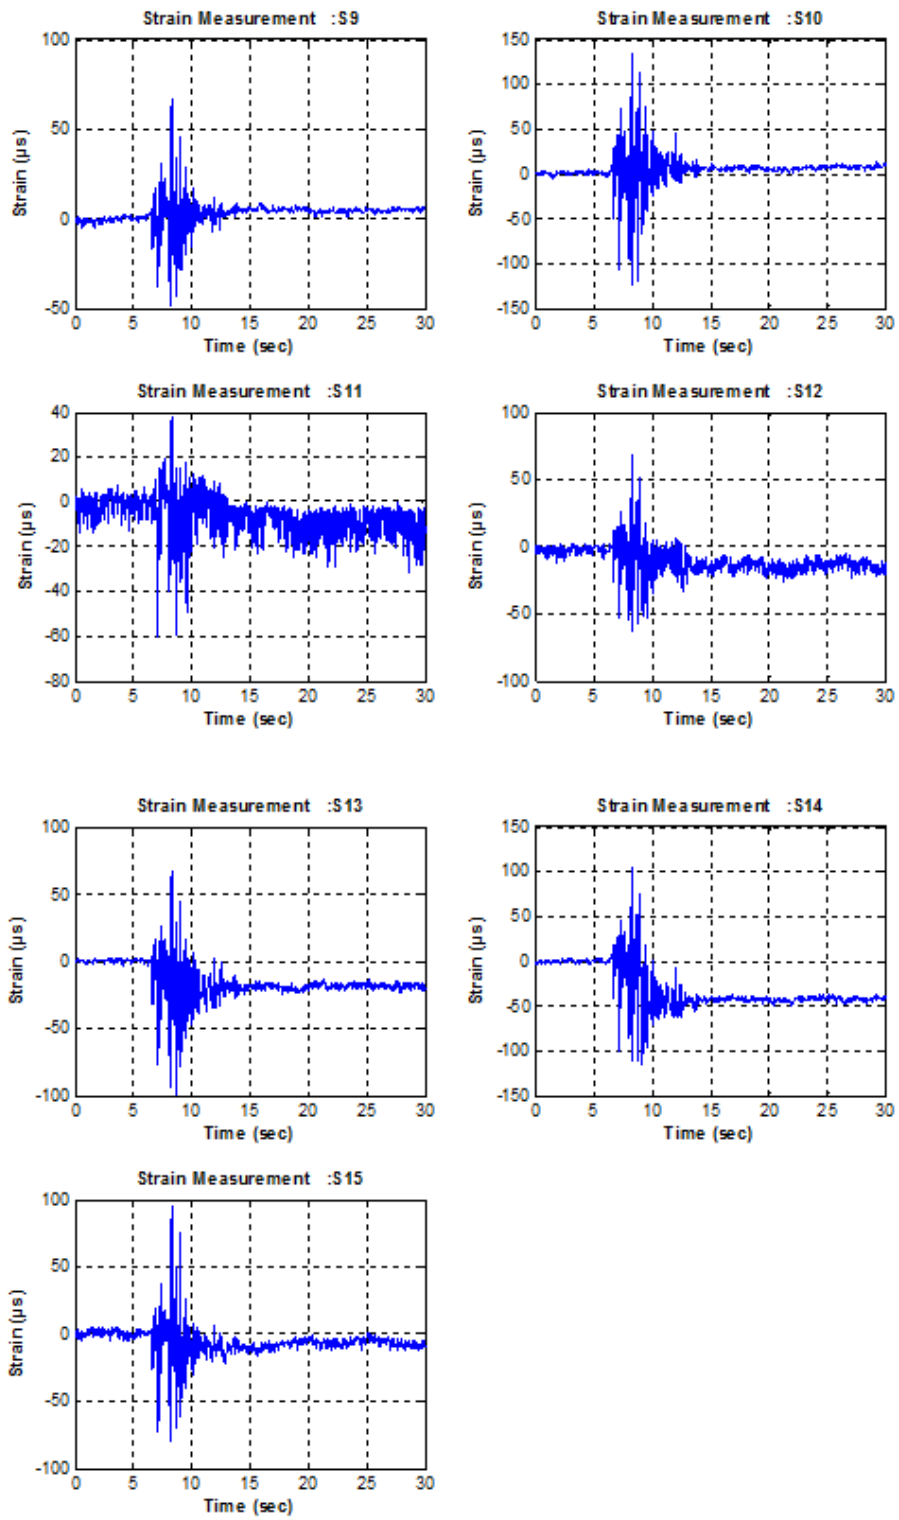 Strain Measurement :S9
100
50
0
-50
Strain (µs)
0 5 10 15 20 25 30
Time (sec)
Strain Measurement :S10
150
100
50
0
-50
-100
-150
Strain (µs)
0 5 10 15 20 25 30
Time (sec)
Strain Measurement :S11
40
20
0
-20
-40
-60
-80
Strain (µs)
0 5 10 15 20 25 30
Time (sec)
Strain Measurement :S12
100
50
0
-50
-100
Strain (µs)
0 5 10 15 20 25 30
Time (sec)
Strain Measurement :S13
100
50
0
-50
-100
Strain (µs)
0 5 10 15 20 25 30
Time (sec)
Strain Measurement :S14
150
100
50
0
-50
-100
-150
Strain (µs)
0 5 10 15 20 25 30
Time (sec)
Strain Measurement :S15
100
50
0
-50
-100
Strain (µs)
0 5 10 15 20 25 30
Time (sec)